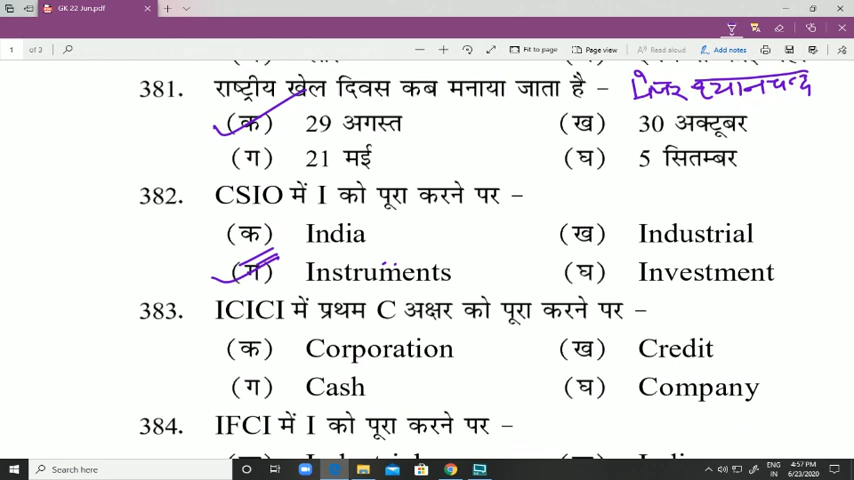 GK 22 Jun.pdf
1 of 3
Fit to page
Page view
Read aloud
Add notes
381. राष्ट्रीय खेल दिवस कब मनाया जाता है – मेजर ध्यानचन्द
(क) 29 अगस्त (ख) 30 अक्टूबर
(ग) 21 मई (घ) 5 सितम्बर
382. CSIO में I को पूरा करने पर –
(क) India (ख) Industrial
(ग) Instruments (घ) Investment
383. ICICI में प्रथम C अक्षर को पूरा करने पर –
(क) Corporation (ख) Credit
(ग) Cash (घ) Company
384. IFCI में I को पूरा करने पर –
Search here
ENG 4:57 PM
IN 6/23/2020